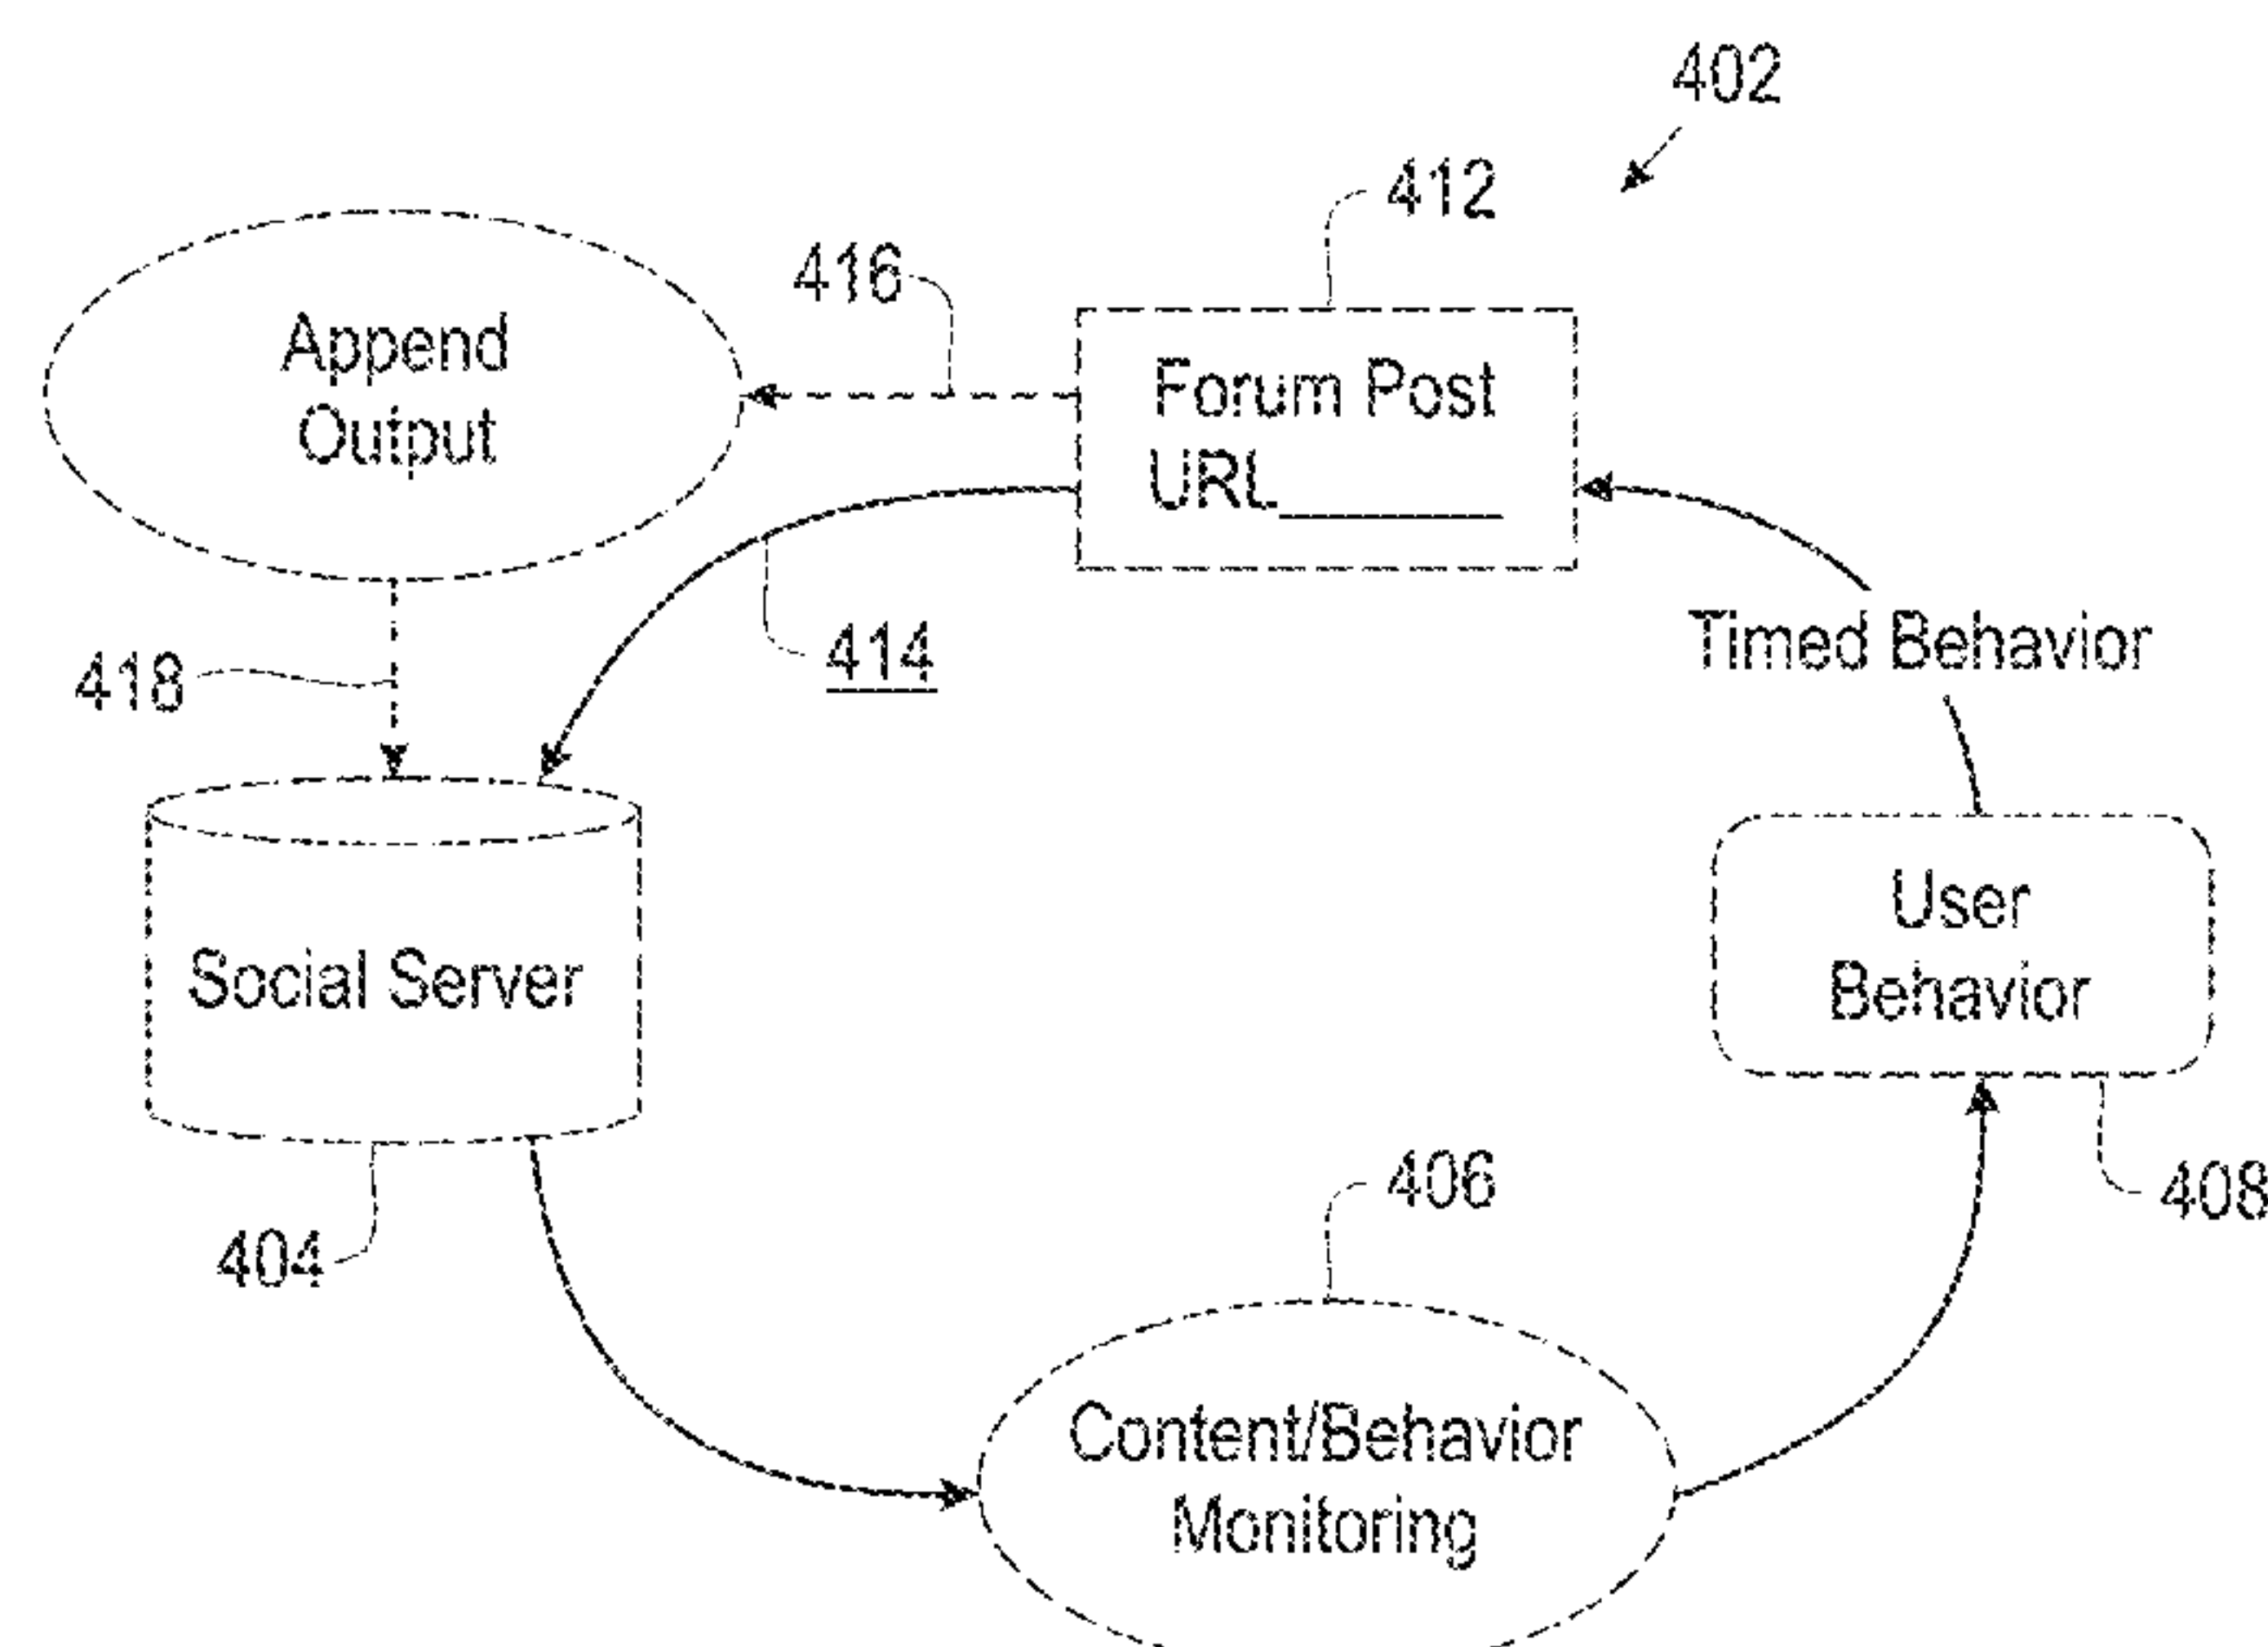 402
412
416
Append
Output
Forum Post
URL
414
418
Timed Behavior
Social Server
User
Behavior
404
406
408
Content/Behavior
Monitoring